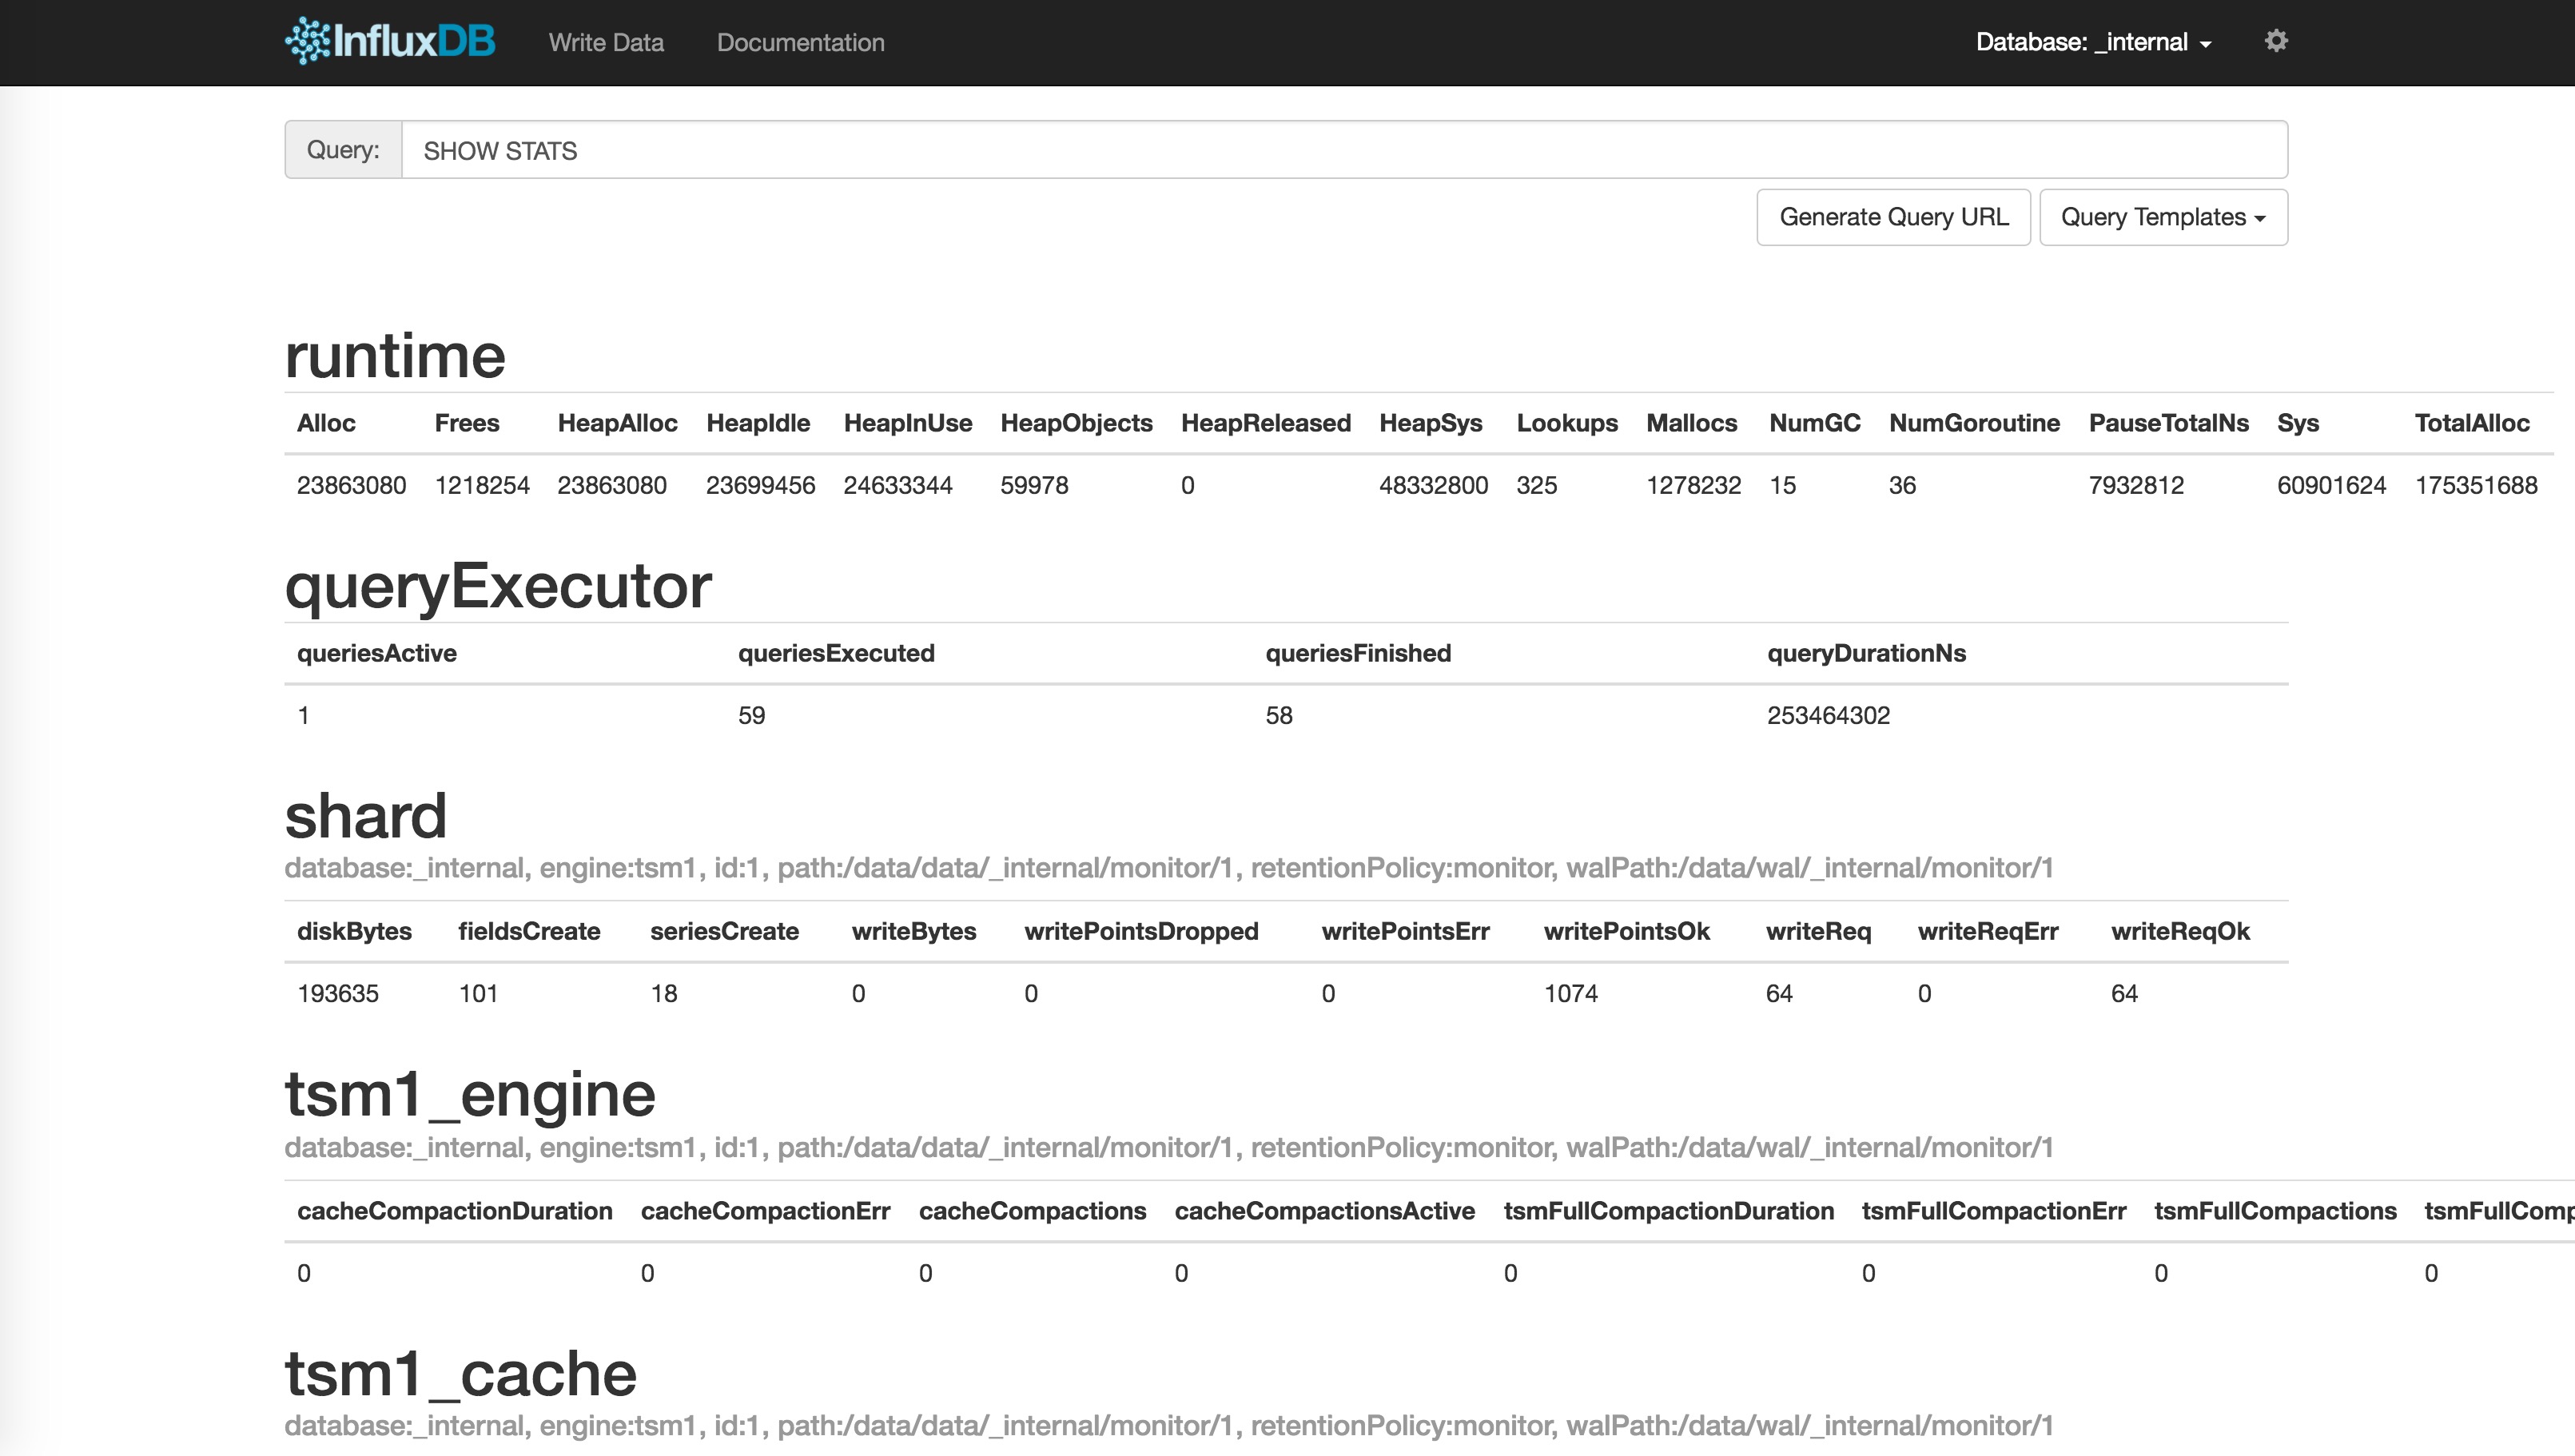 InfluxDB Write Data Documentation Database: _internal
Query: SHOW STATS
Generate Query URL Query Templates
runtime
Alloc Frees HeapAlloc HeapIdle HeapInUse HeapObjects HeapReleased HeapSys Lookups Mallocs NumGC NumGoroutine PauseTotalNs Sys TotalAlloc
23863080 1218254 23863080 23699456 24633344 59978 0 48332800 325 1278232 15 36 7932812 60901624 175351688
queryExecutor
queriesActive queriesExecuted queriesFinished queryDurationNs
1 59 58 253464302
shard
database:_internal, engine:tsm1, id:1, path:/data/data/_internal/monitor/1, retentionPolicy:monitor, walPath:/data/wal/_internal/monitor/1
diskBytes fieldsCreate seriesCreate writeBytes writePointsDropped writePointsErr writePointsOk writeReq writeReqErr writeReqOk
193635 101 18 0 0 0 1074 64 0 64
tsm1_engine
database:_internal, engine:tsm1, id:1, path:/data/data/_internal/monitor/1, retentionPolicy:monitor, walPath:/data/wal/_internal/monitor/1
cacheCompactionDuration cacheCompactionErr cacheCompactions cacheCompactionsActive tsmFullCompactionDuration tsmFullCompactionErr tsmFullCompactions tsmFullComp
0 0 0 0 0 0 0 0
tsm1_cache
database:_internal, engine:tsm1, id:1, path:/data/data/_internal/monitor/1, retentionPolicy:monitor, walPath:/data/wal/_internal/monitor/1